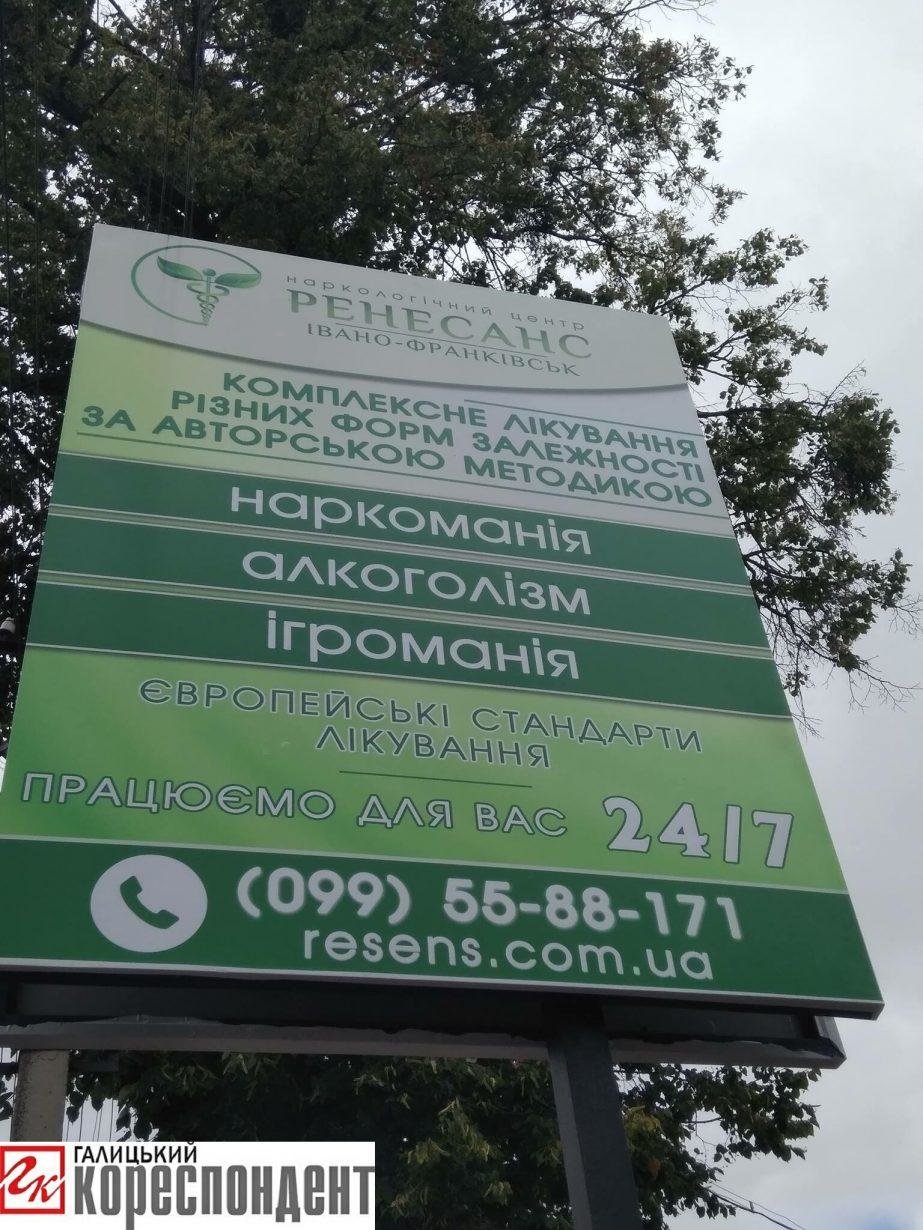 наркологічний центр
РЕНЕСАНС
ІВАНО-ФРАНКІВСЬК
КОМПЛЕКСНЕ ЛІКУВАННЯ
РІЗНИХ ФОРМ ЗАЛЕЖНОСТІ
ЗА АВТОРСЬКОЮ МЕТОДИКОЮ
наркоманія
алкоголізм
ігроманія
ЄВРОПЕЙСЬКІ СТАНДАРТИ
ЛІКУВАННЯ
ПРАЦЮЄМО ДЛЯ ВАС 24/7
(099) 55-88-171
resens.com.ua
ГК ГАЛИЦЬКИЙ
КОРЕСПОНДЕНТ